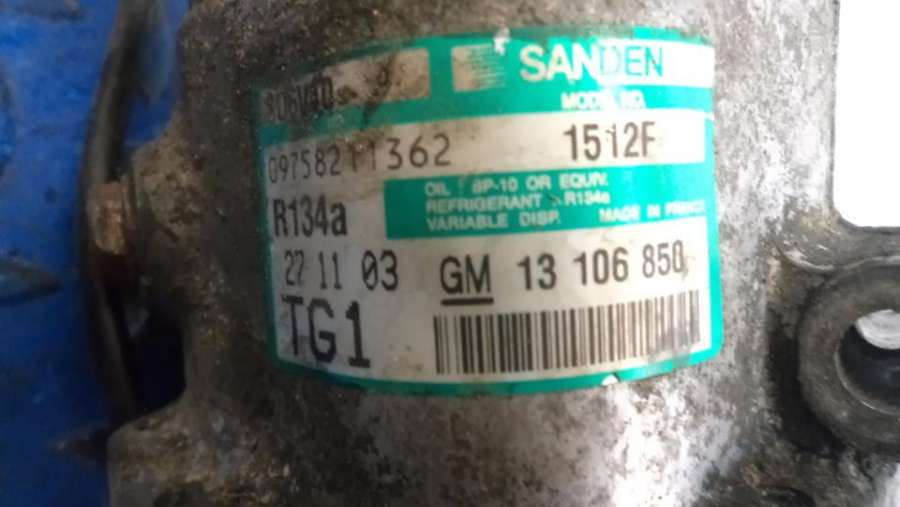 SANDEN
MODEL NO.
09758211362
1512F
OIL : SP-10 OR EQUIV.
REFRIGERANT : R134a
VARIABLE DISP. MADE IN FRANCE
R134a
27 11 03
GM 13 106 850
TG1